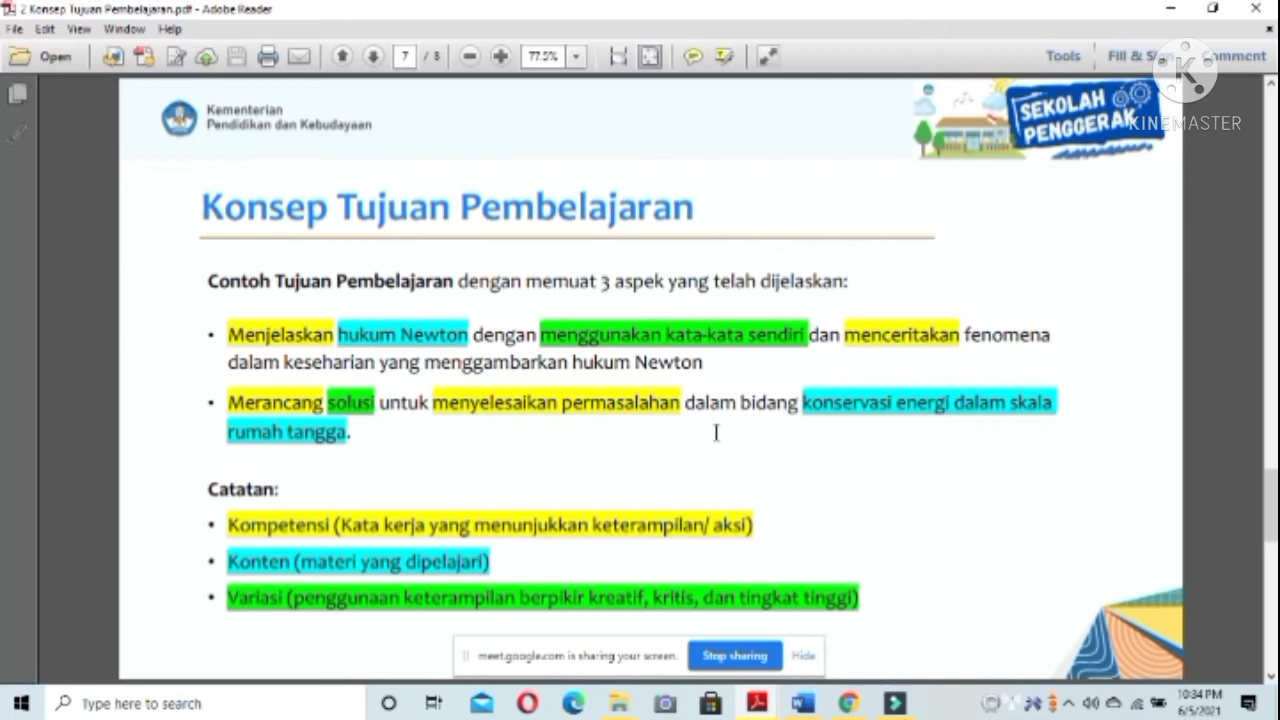 2 Konsep Tujuan Pembelajaran.pdf - Adobe Reader
File Edit View Window Help
Open 7 / 8 77.5% Tools Fill & Sign Comment
Kementerian
Pendidikan dan Kebudayaan
SEKOLAH
PENGGERAK
K
KINEMASTER
Konsep Tujuan Pembelajaran
Contoh Tujuan Pembelajaran dengan memuat 3 aspek yang telah dijelaskan:
• Menjelaskan hukum Newton dengan menggunakan kata-kata sendiri dan menceritakan fenomena
dalam keseharian yang menggambarkan hukum Newton
• Merancang solusi untuk menyelesaikan permasalahan dalam bidang konservasi energi dalam skala
rumah tangga.
Catatan:
• Kompetensi (Kata kerja yang menunjukkan keterampilan/ aksi)
• Konten (materi yang dipelajari)
• Variasi (penggunaan keterampilan berpikir kreatif, kritis, dan tingkat tinggi)
meet.google.com is sharing your screen. Stop sharing Hide
Type here to search
10:34 PM
6/5/2021